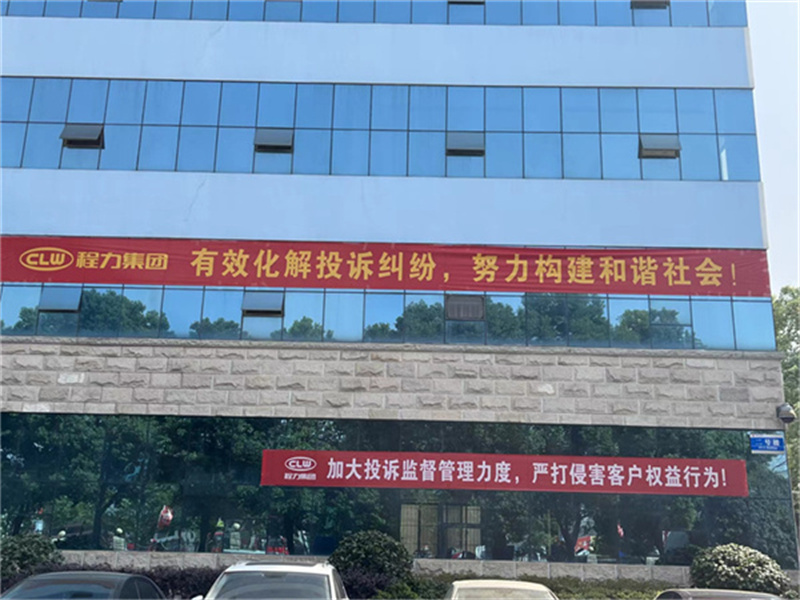 CLW 程力集团 有效化解投诉纠纷，努力构建和谐社会！
CLW 程力集团 加大投诉监督管理力度，严打侵害客户权益行为！